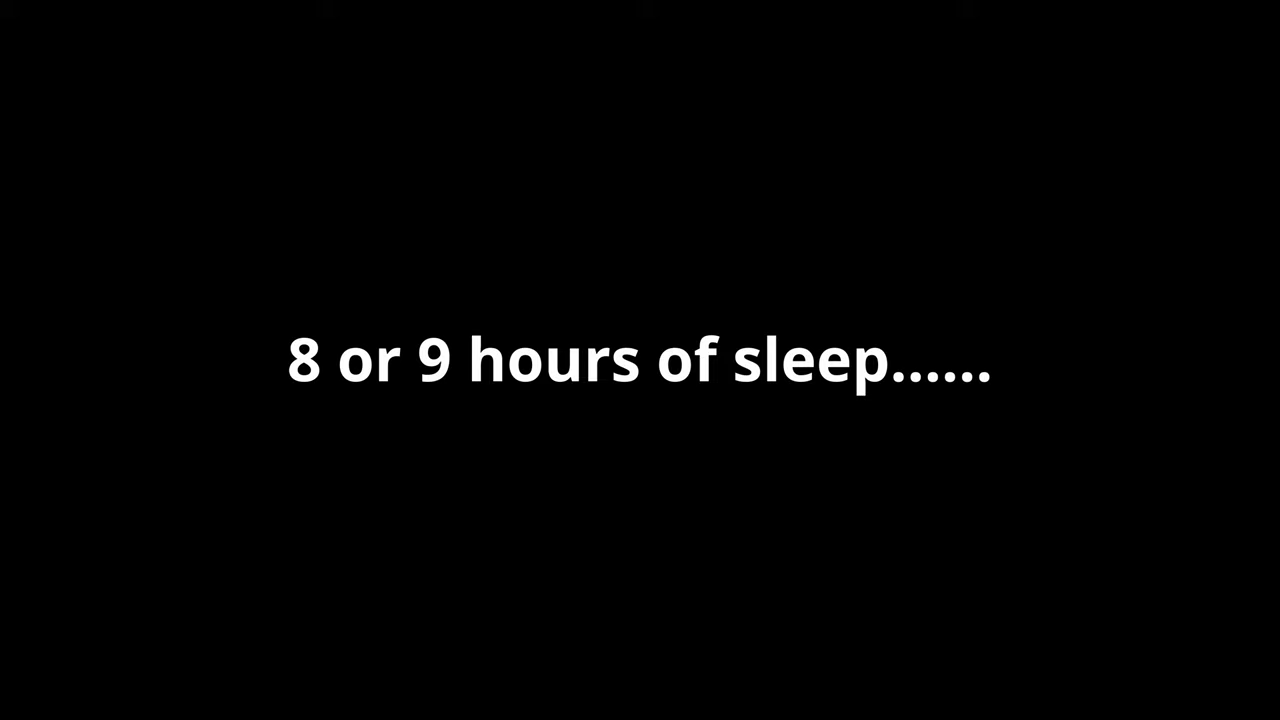 8 or 9 hours of sleep......